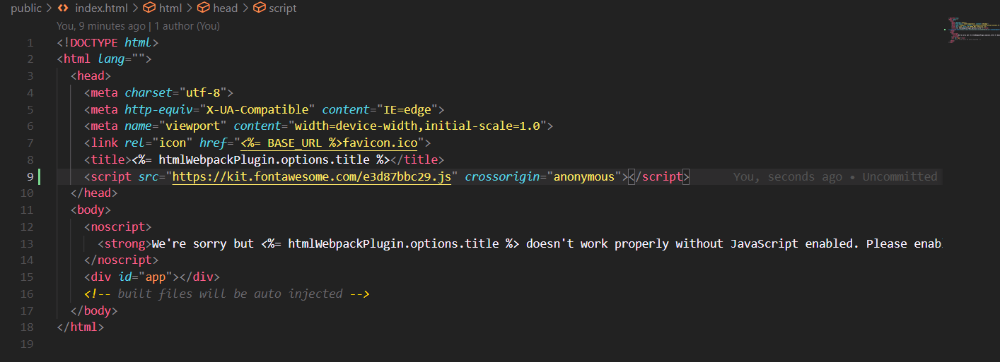 public > index.html > html > head > script
You, 9 minutes ago | 1 author (You)
1 <!DOCTYPE html>
2 <html lang="">
3 <head>
4 <meta charset="utf-8">
5 <meta http-equiv="X-UA-Compatible" content="IE=edge">
6 <meta name="viewport" content="width=device-width,initial-scale=1.0">
7 <link rel="icon" href="<%= BASE_URL %>favicon.ico">
8 <title><%= htmlWebpackPlugin.options.title %></title>
9 <script src="https://kit.fontawesome.com/e3d87bbc29.js" crossorigin="anonymous"></script> You, seconds ago • Uncommitted
10 </head>
11 <body>
12 <noscript>
13 <strong>We're sorry but <%= htmlWebpackPlugin.options.title %> doesn't work properly without JavaScript enabled. Please enab
14 </noscript>
15 <div id="app"></div>
16 <!-- built files will be auto injected -->
17 </body>
18 </html>
19